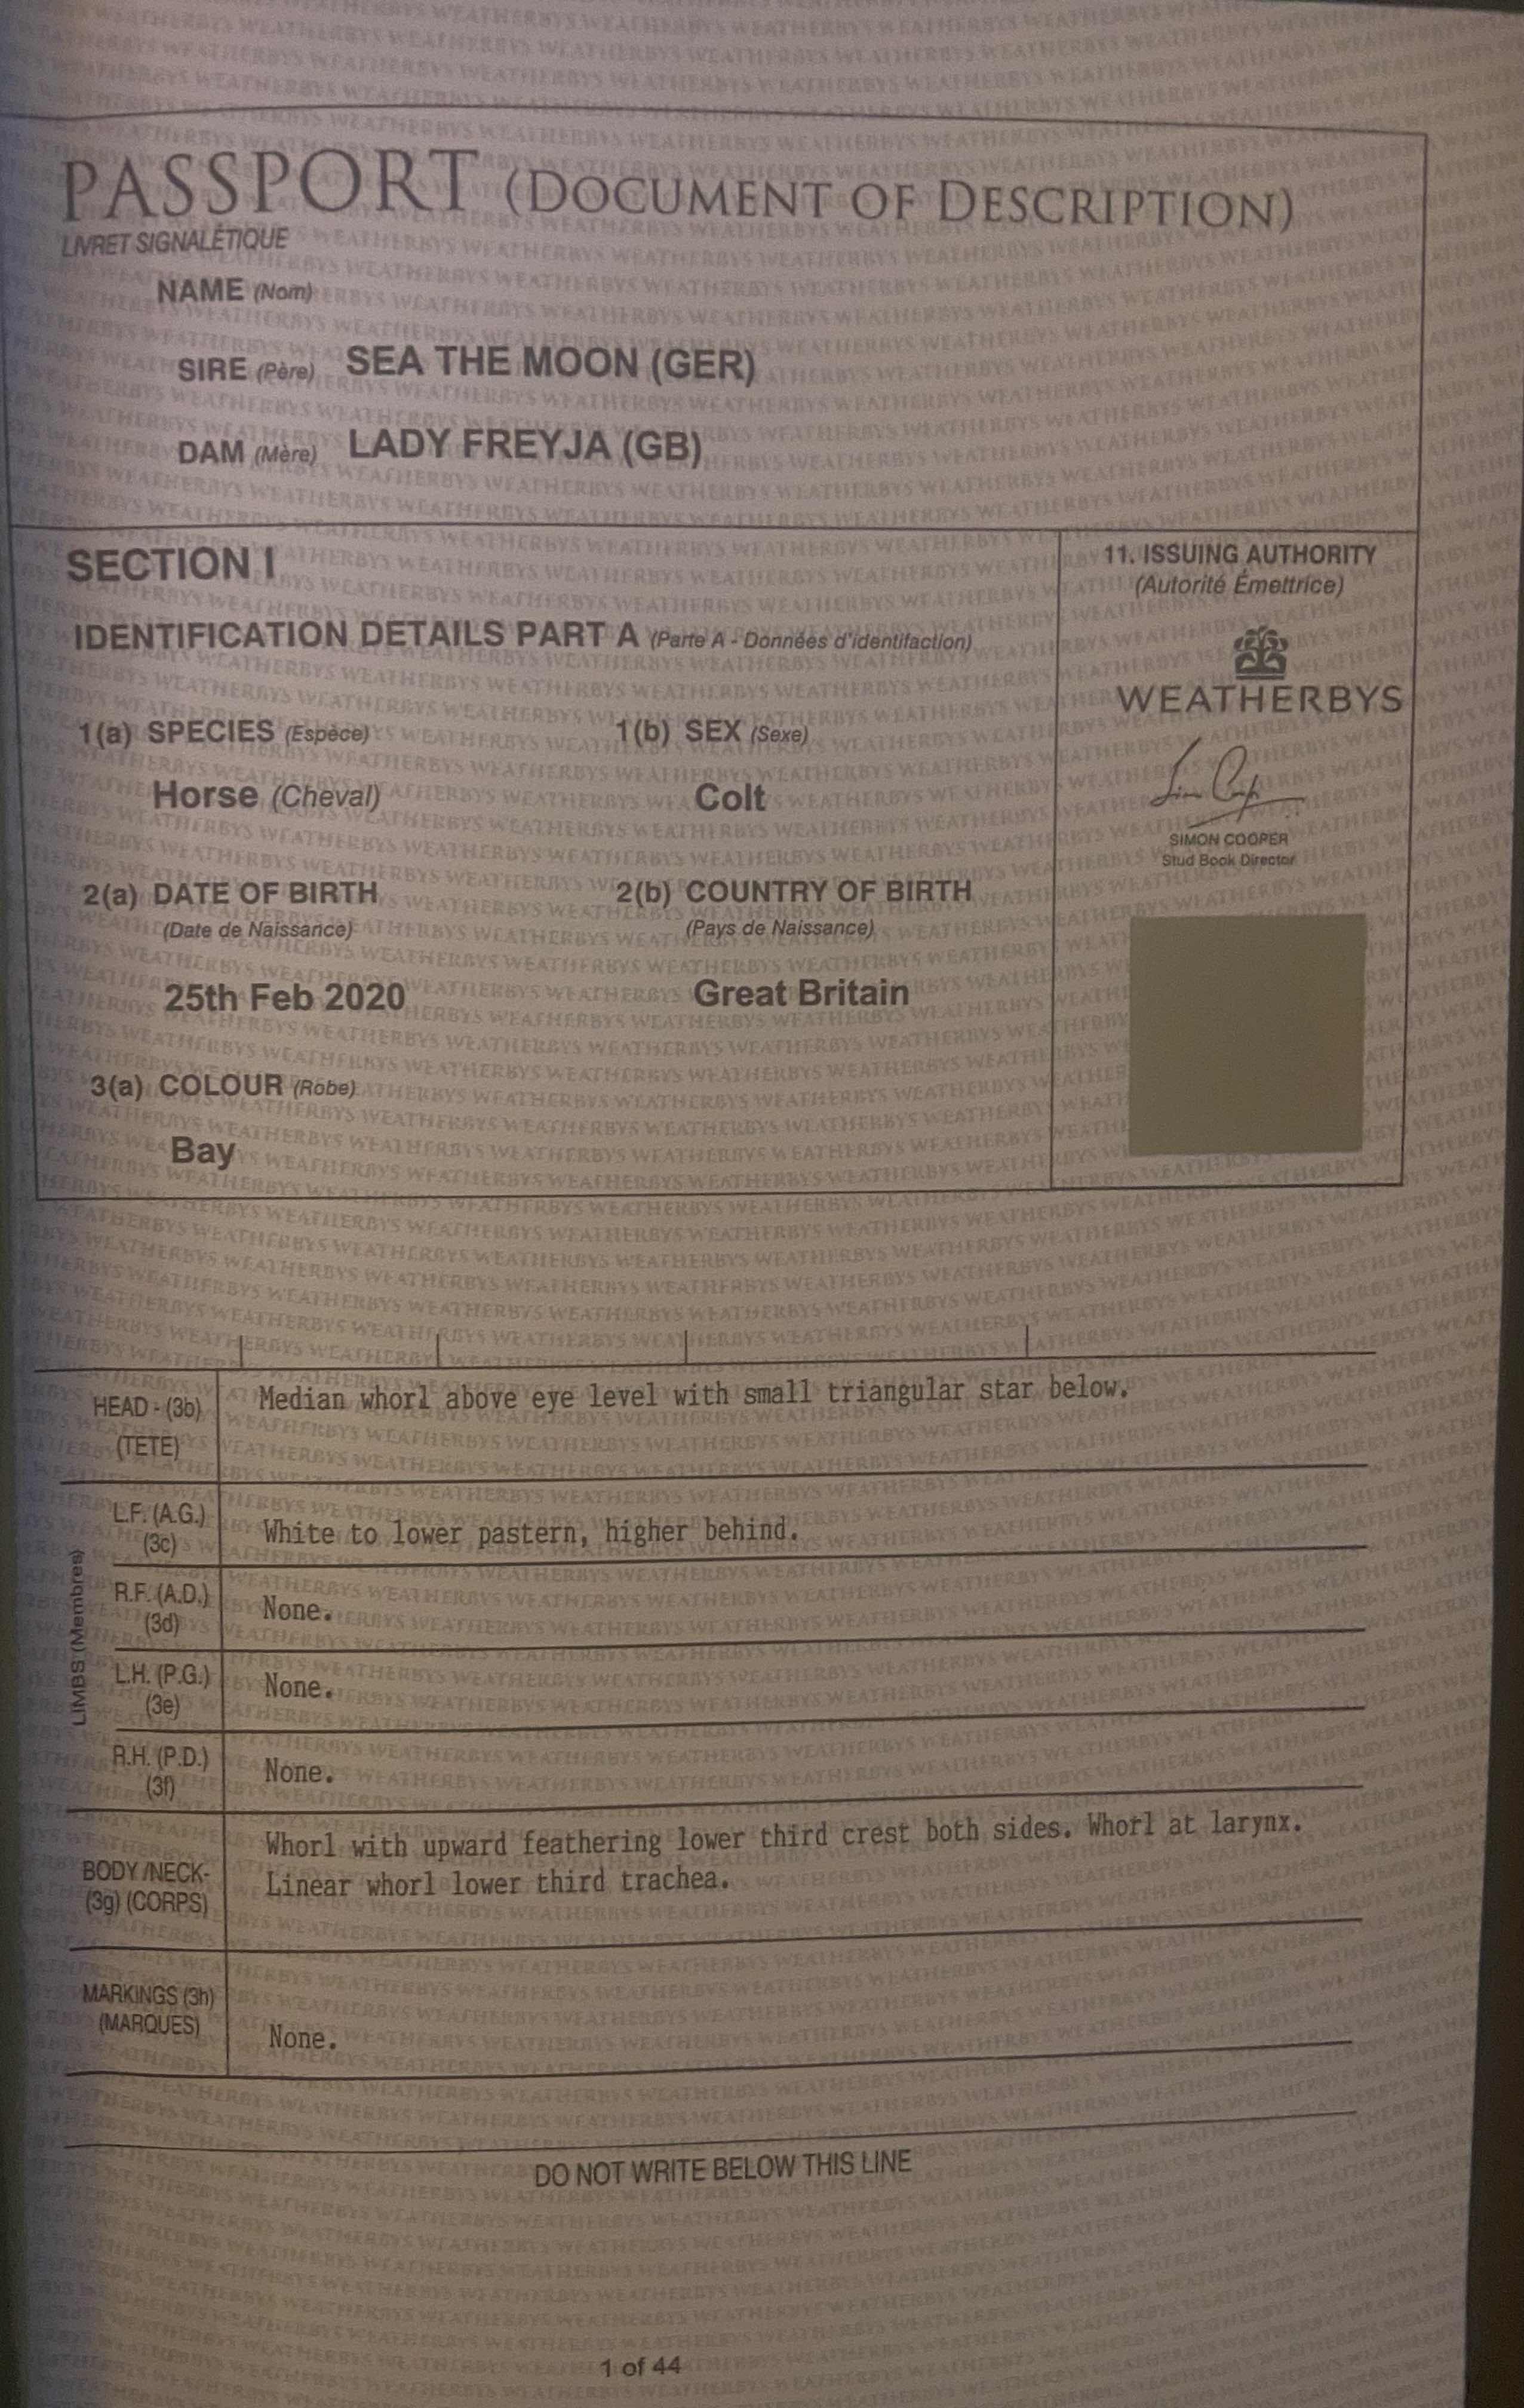 PASSPORT (DOCUMENT OF DESCRIPTION)
LIVRET SIGNALÉTIQUE
NAME (Nom)
SIRE (Père) SEA THE MOON (GER)
DAM (Mère) LADY FREYJA (GB)
SECTION I
IDENTIFICATION DETAILS PART A (Parte A - Données d'identifaction)
1(a) SPECIES (Espèce) 1(b) SEX (Sexe)
Horse (Cheval) Colt
2(a) DATE OF BIRTH 2(b) COUNTRY OF BIRTH
(Date de Naissance) (Pays de Naissance)
25th Feb 2020 Great Britain
3(a) COLOUR (Robe)
Bay
11. ISSUING AUTHORITY
(Autorité Émettrice)
WEATHERBYS
SIMON COOPER
Stud Book Director
HEAD - (3b) Median whorl above eye level with small triangular star below.
(TETE)
LIMBS (Membres)
L.F. (A.G.)
(3c) White to lower pastern, higher behind.
R.F. (A.D.)
(3d) None.
L.H. (P.G.)
(3e) None.
R.H. (P.D.)
(3f) None.
BODY/NECK- Whorl with upward feathering lower third crest both sides. Whorl at larynx.
(3g) (CORPS) Linear whorl lower third trachea.
MARKINGS (3h)
(MARQUES) None.
DO NOT WRITE BELOW THIS LINE
1 of 44